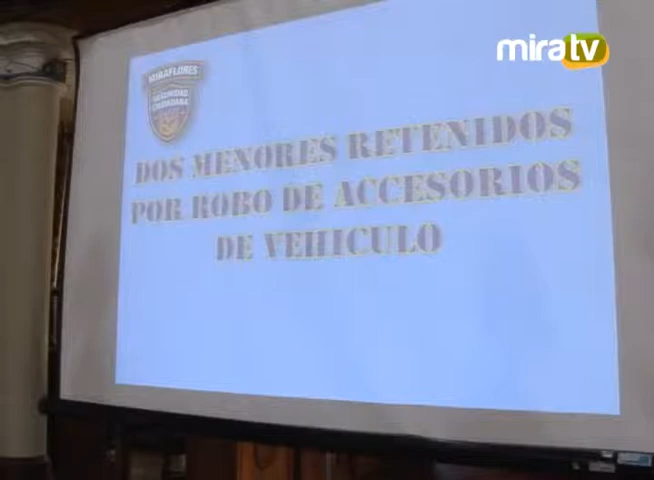 miratv
MIRAFLORES
SEGURIDAD
CIUDADANA
DOS MENORES RETENIDOS
POR ROBO DE ACCESORIOS
DE VEHICULO